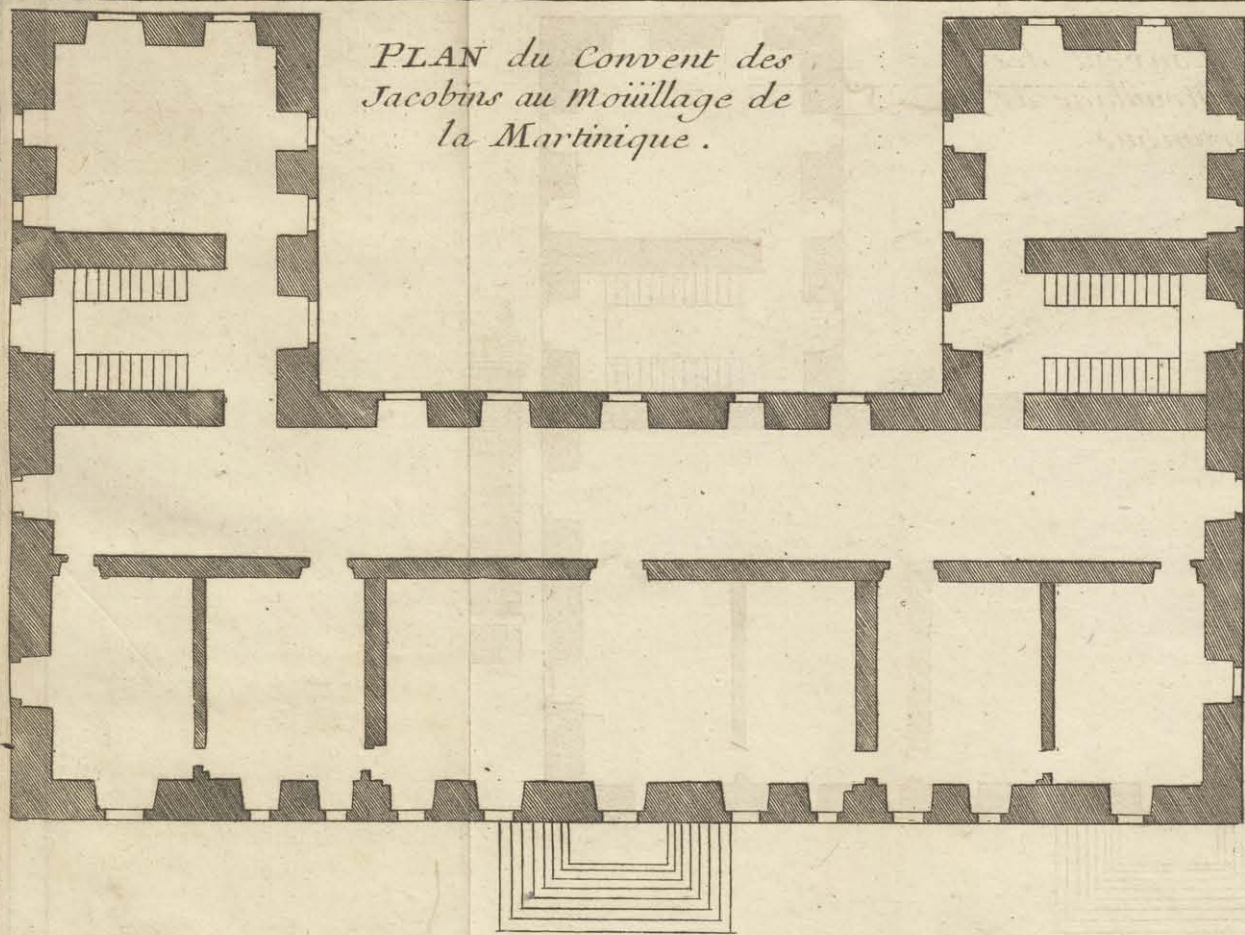 PLAN du Convent des
Jacobins au Moüillage de
la Martinique .